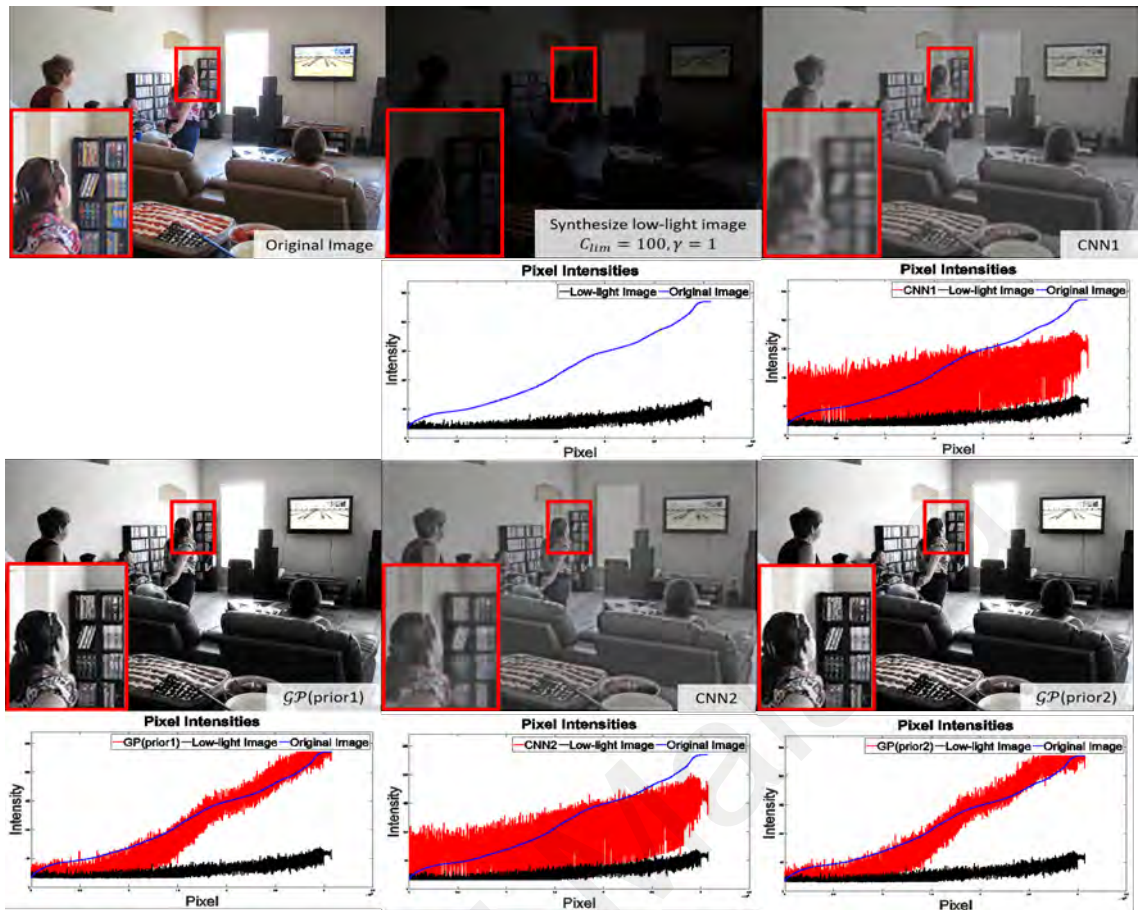 Original Image
Synthesize low-light image
C_lim = 100, γ = 1
CNN1
Pixel Intensities
Low-light Image Original Image
Intensity
Pixel
Pixel Intensities
CNN1 Low-light Image Original Image
Intensity
Pixel
𝒢𝒫(prior1)
CNN2
𝒢𝒫(prior2)
Pixel Intensities
GP(prior1) Low-light Image Original Image
Intensity
Pixel
Pixel Intensities
CNN2 Low-light Image Original Image
Intensity
Pixel
Pixel Intensities
GP(prior2) Low-light Image Original Image
Intensity
Pixel